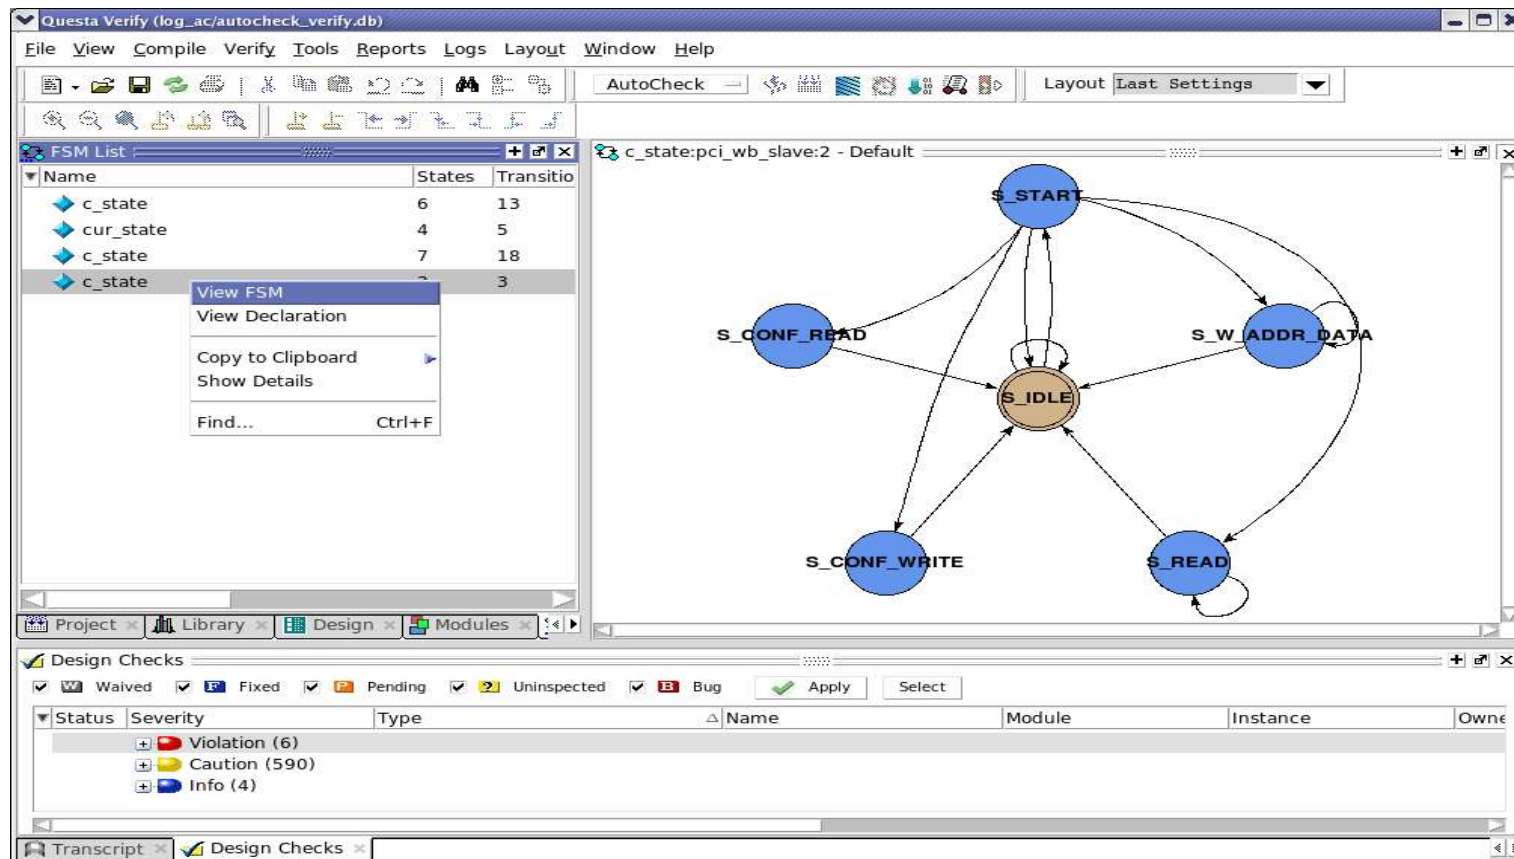 Questa Verify (log_ac/autocheck_verify.db)
File View Compile Verify Tools Reports Logs Layout Window Help
AutoCheck Layout Last Settings
FSM List
Name States Transitio
c_state 6 13
cur_state 4 5
c_state 7 18
c_state 3
View FSM
View Declaration
Copy to Clipboard
Show Details
Find... Ctrl+F
Project Library Design Modules
c_state:pci_wb_slave:2 - Default
S_START
S_CONF_READ
S_W_ADDR_DATA
S_IDLE
S_CONF_WRITE
S_READ
Design Checks
W Waived F Fixed P Pending ? Uninspected B Bug Apply Select
Status Severity Type Name Module Instance Owne
Violation (6)
Caution (590)
Info (4)
Transcript Design Checks